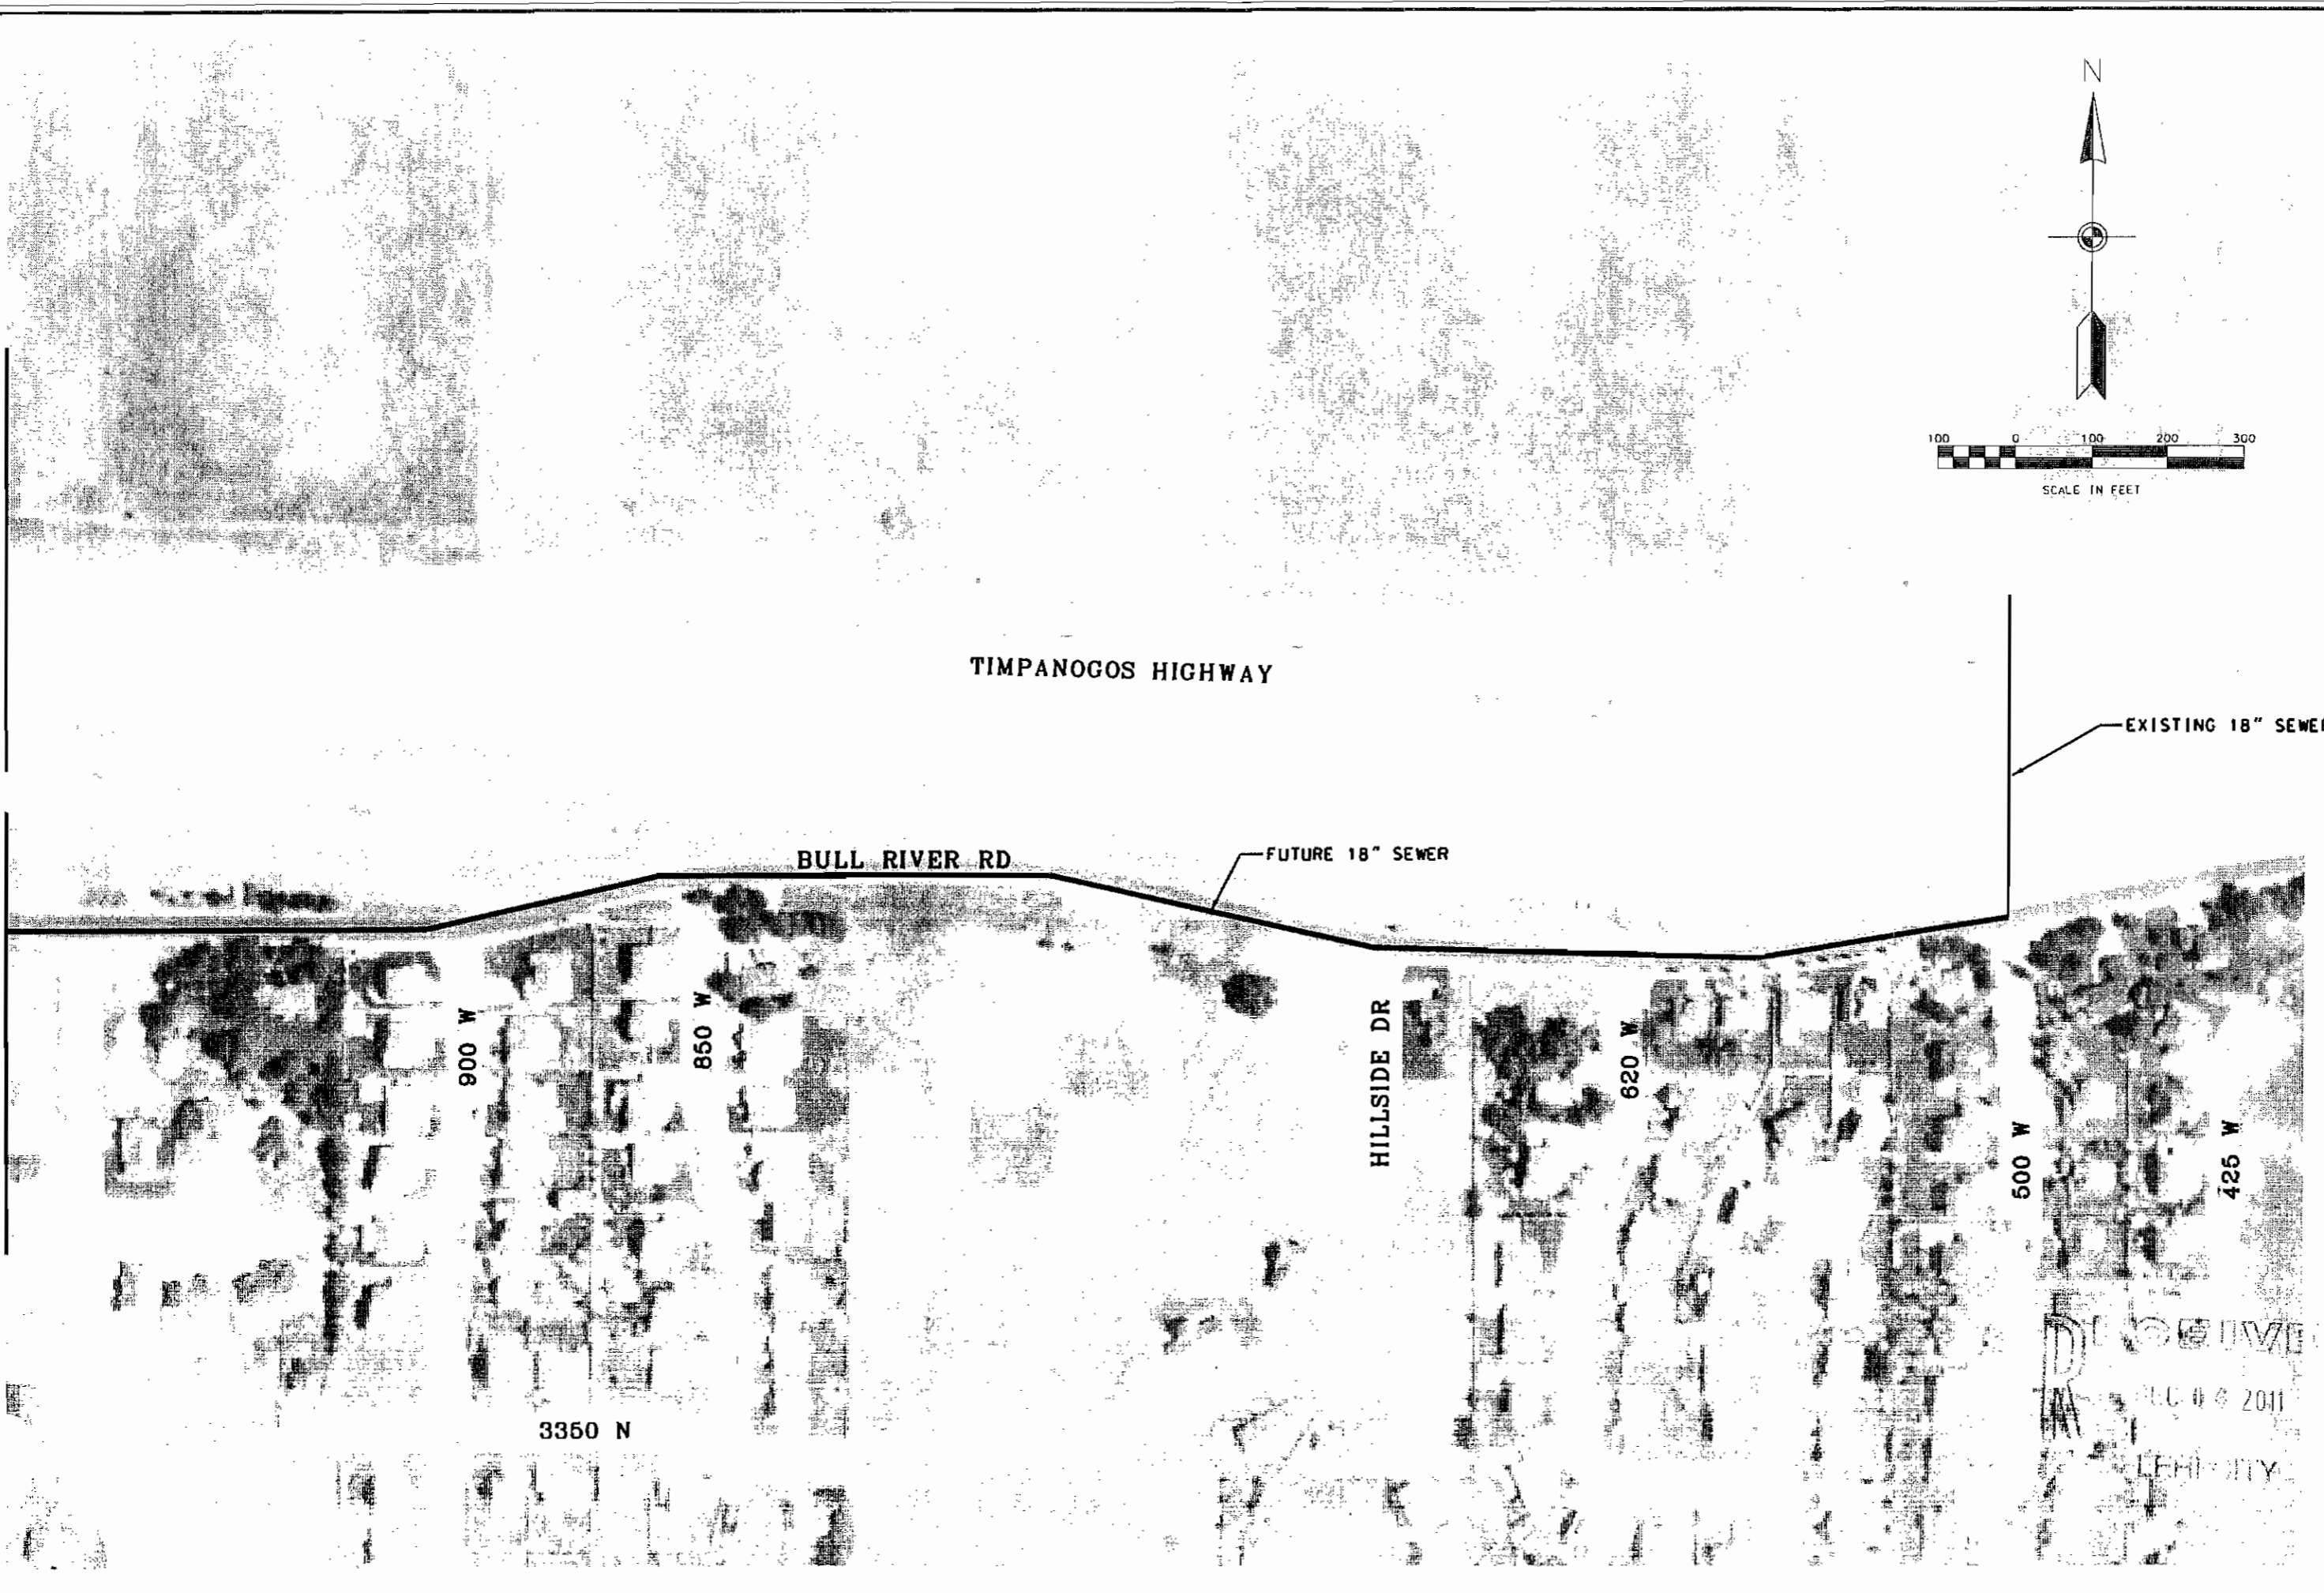 N
100 0 100 200 300
SCALE IN FEET
TIMPANOGOS HIGHWAY
EXISTING 18" SEWE
BULL RIVER RD
FUTURE 18" SEWER
900 W
850 W
HILLSIDE DR
620 W
500 W
425 W
2011
3350 N